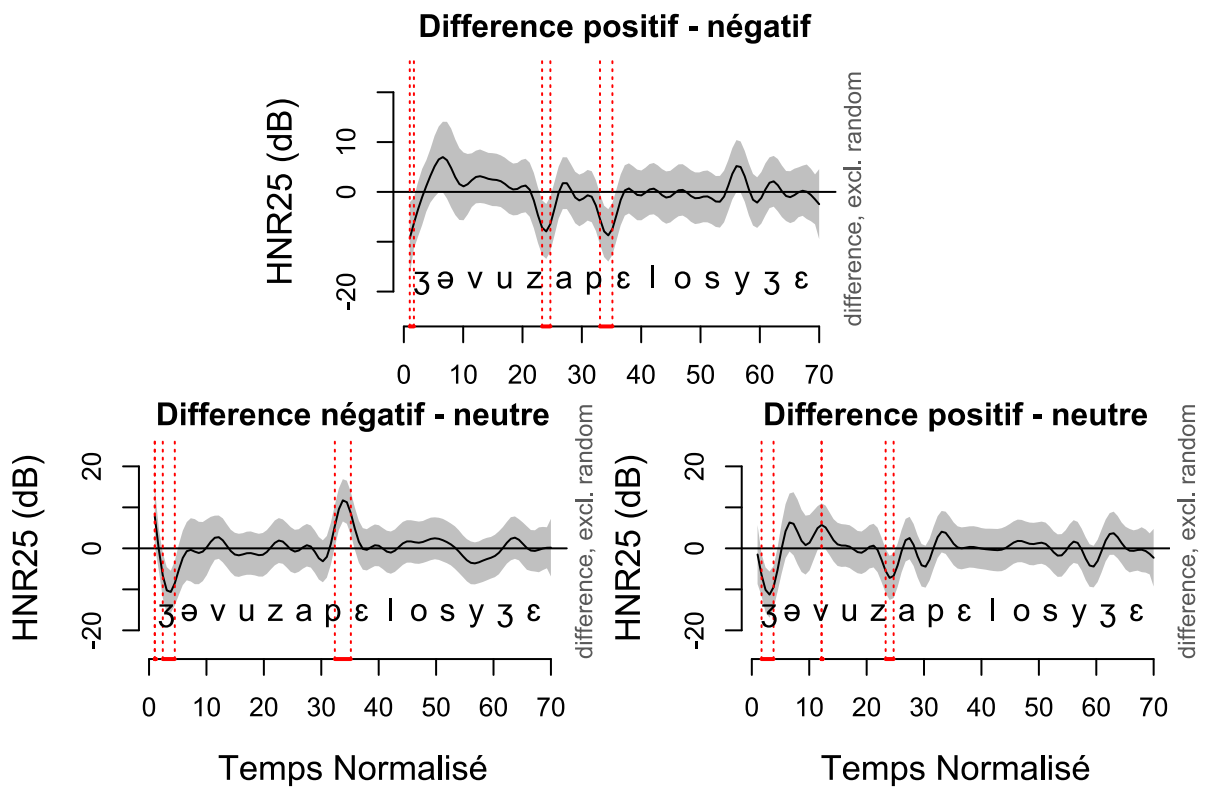 Difference positif - négatif
HNR25 (dB)
10
0
-20
ʒ ə v u z a p ɛ l o s y ʒ ɛ
0 10 20 30 40 50 60 70
difference, excl. random
Difference négatif - neutre
HNR25 (dB)
20
0
-20
ʒ ə v u z a p ɛ l o s y ʒ ɛ
0 10 20 30 40 50 60 70
Temps Normalisé
difference, excl. random
Difference positif - neutre
HNR25 (dB)
20
0
-20
ʒ ə v u z a p ɛ l o s y ʒ ɛ
0 10 20 30 40 50 60 70
Temps Normalisé
difference, excl. random